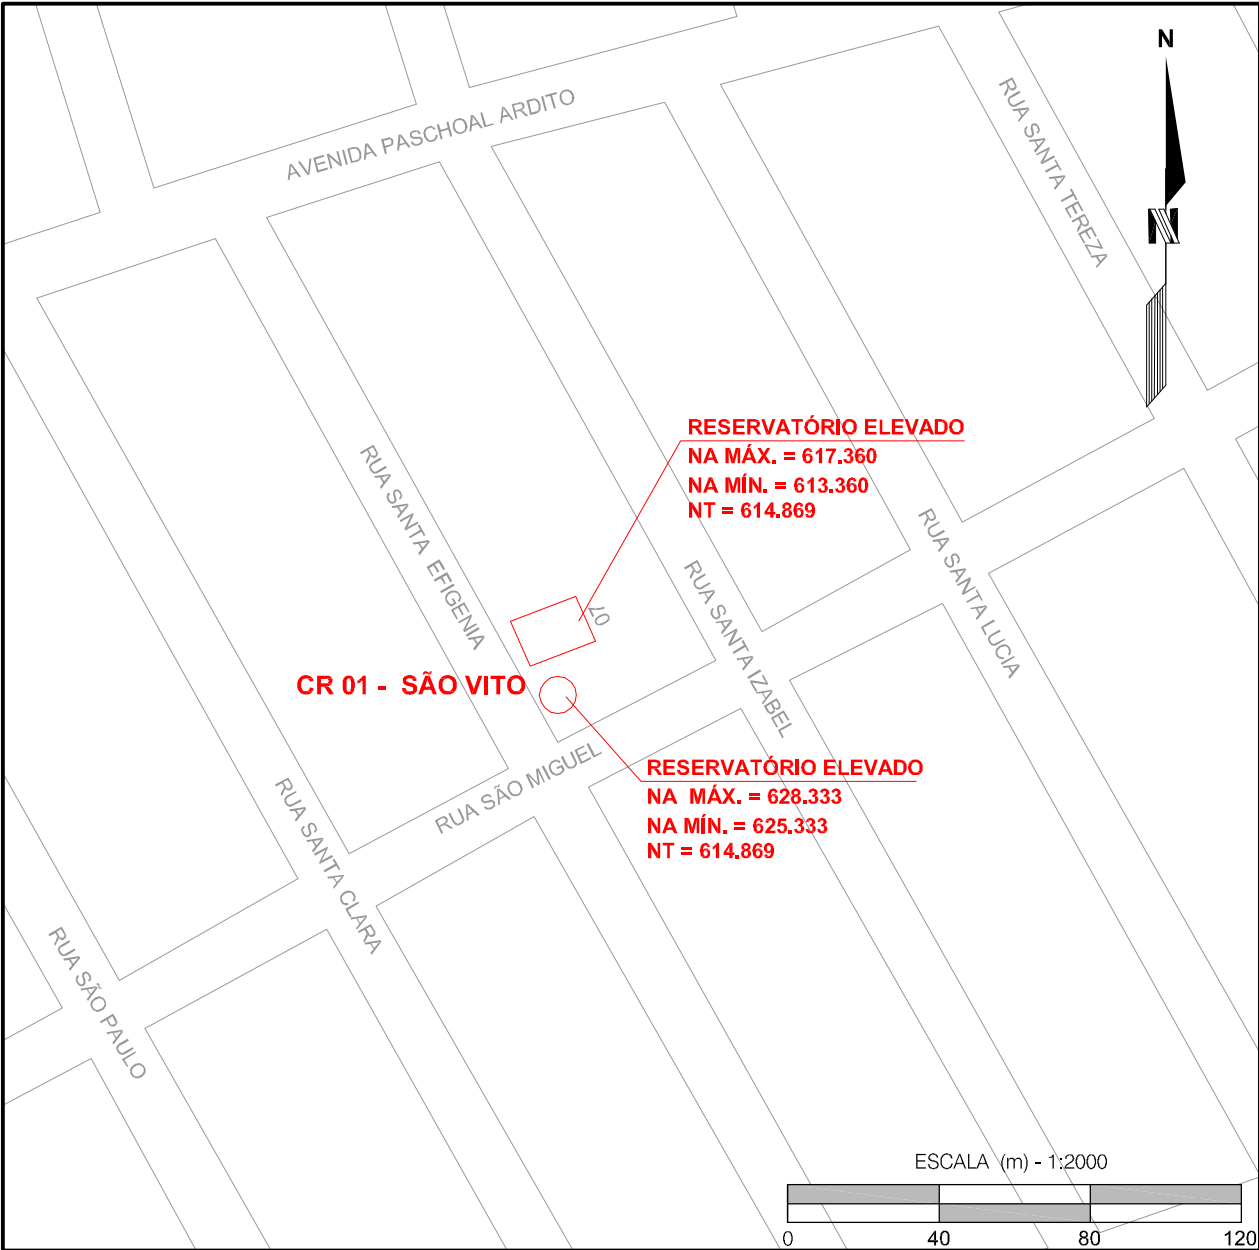 N
AVENIDA PASCHOAL ARDITO
RUA SANTA TEREZA
N
RESERVATÓRIO ELEVADO
NA MÁX. = 617.360
NA MÍN. = 613.360
NT = 614.869
RUA SANTA EFIGENIA
RUA SANTA LUCIA
RUA SANTA IZABEL
CR 01 - SÃO VITO
RUA SÃO MIGUEL
RESERVATÓRIO ELEVADO
NA MÁX. = 628.333
NA MÍN. = 625.333
NT = 614.869
RUA SANTA CLARA
RUA SÃO PAULO
ESCALA (m) - 1:2000
0 40 80 120